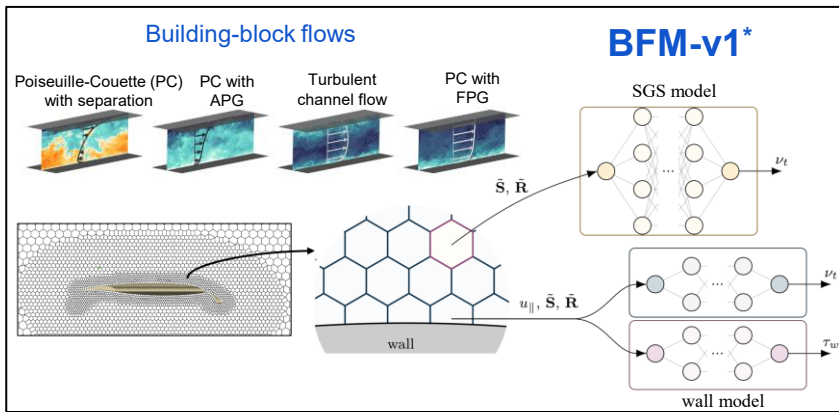 Building-block flows
BFM-v1*
Poiseuille-Couette (PC)
with separation
PC with
APG
Turbulent
channel flow
PC with
FPG
SGS model
S̃, R̃
...
ν_t
u_∥, S̃, R̃
wall
...
ν_t
...
τ_w
wall model